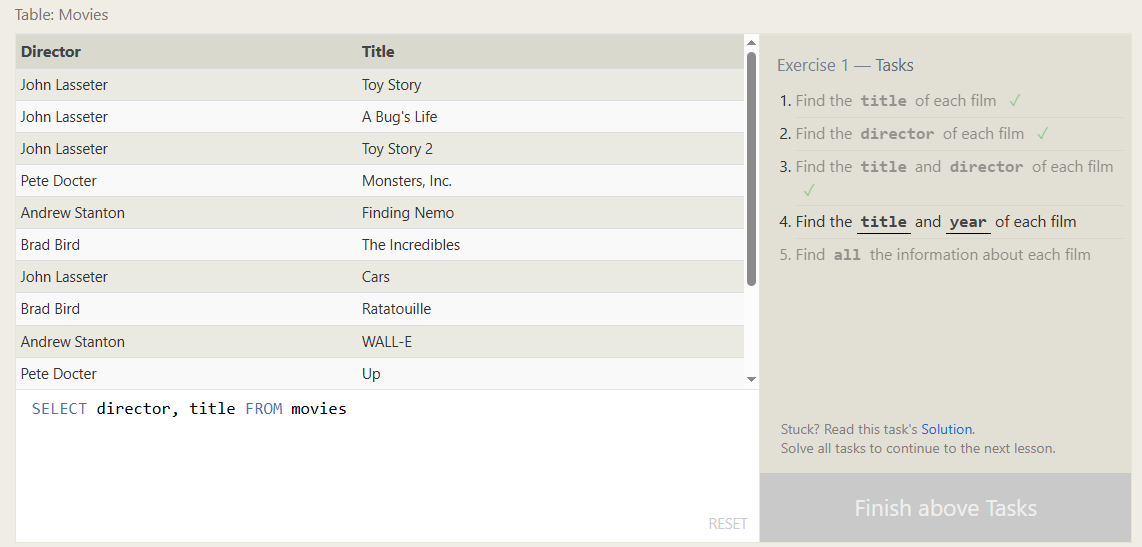 Table: Movies
Director Title
John Lasseter Toy Story
John Lasseter A Bug's Life
John Lasseter Toy Story 2
Pete Docter Monsters, Inc.
Andrew Stanton Finding Nemo
Brad Bird The Incredibles
John Lasseter Cars
Brad Bird Ratatouille
Andrew Stanton WALL-E
Pete Docter Up
SELECT director, title FROM movies
RESET
Exercise 1 — Tasks
1. Find the title of each film ✓
2. Find the director of each film ✓
3. Find the title and director of each film
✓
4. Find the title and year of each film
5. Find all the information about each film
Stuck? Read this task's Solution.
Solve all tasks to continue to the next lesson.
Finish above Tasks